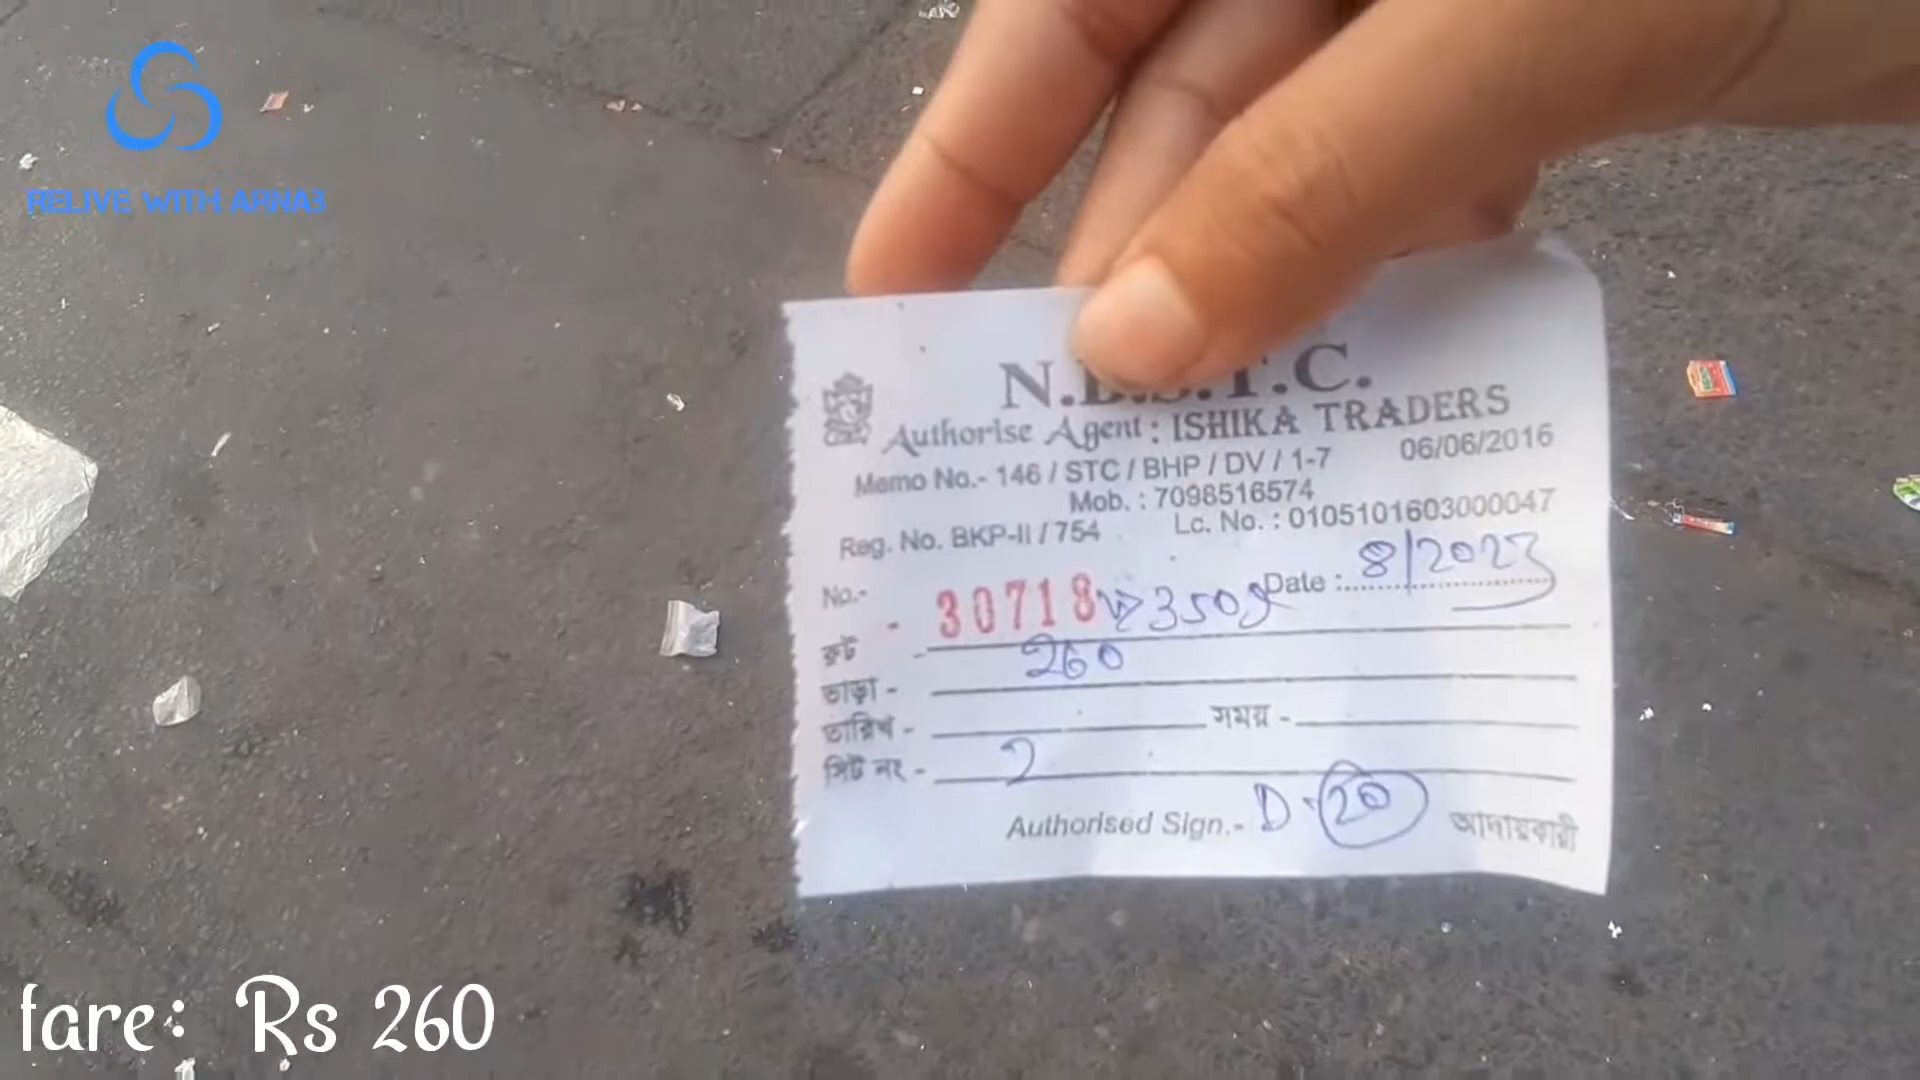 RELIVE WITH ARNA3
N.B.S.T.C.
Authorise Agent : ISHIKA TRADERS
Memo No.- 146 / STC / BHP / DV / 1-7 06/06/2016
Mob. : 7098516574
Reg. No. BKP-II / 754 Lc. No. : 0105101603000047
No.- 30718 Date : 8/2023
রুট -
ভাড়া - 260
তারিখ - সময় -
সিট নং - 2
Authorised Sign.- D-20 আদায়কারী
fare: Rs 260